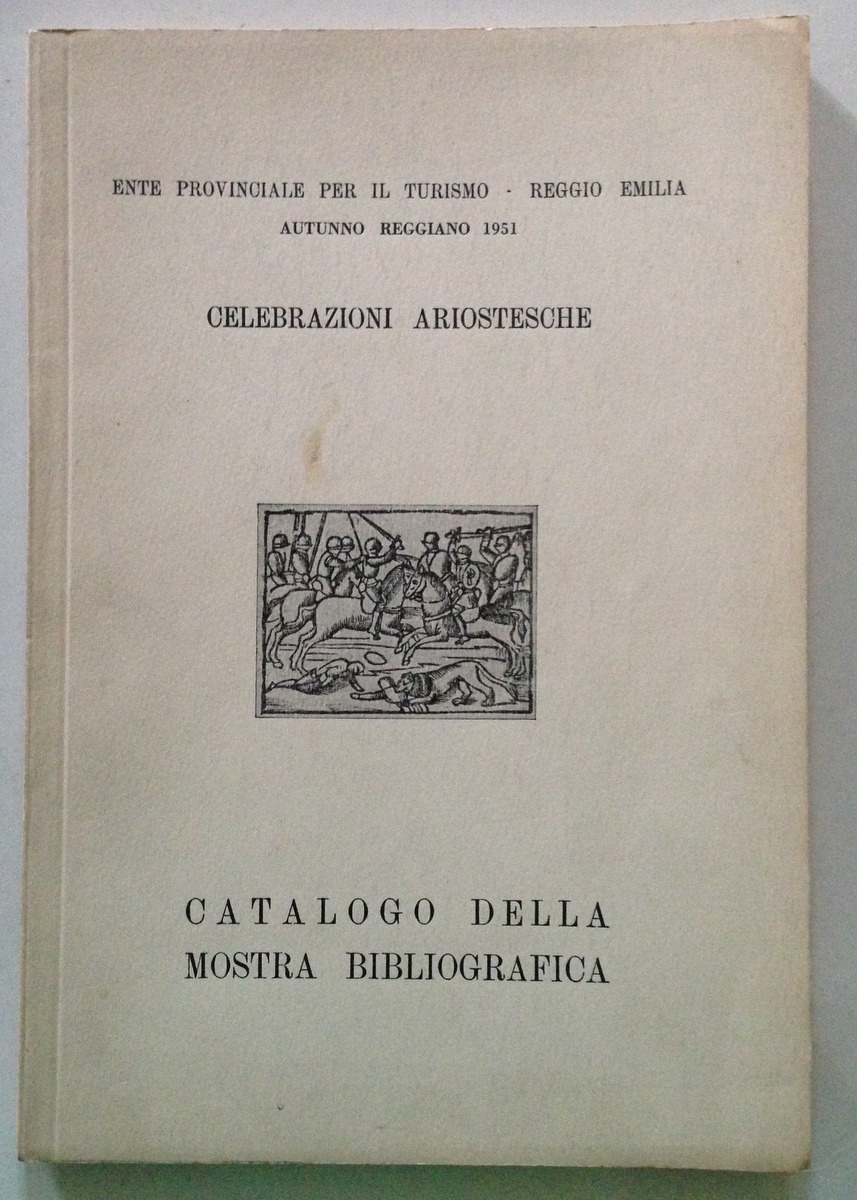 ENTE PROVINCIALE PER IL TURISMO - REGGIO EMILIA
AUTUNNO REGGIANO 1951
CELEBRAZIONI ARIOSTESCHE
CATALOGO DELLA
MOSTRA BIBLIOGRAFICA